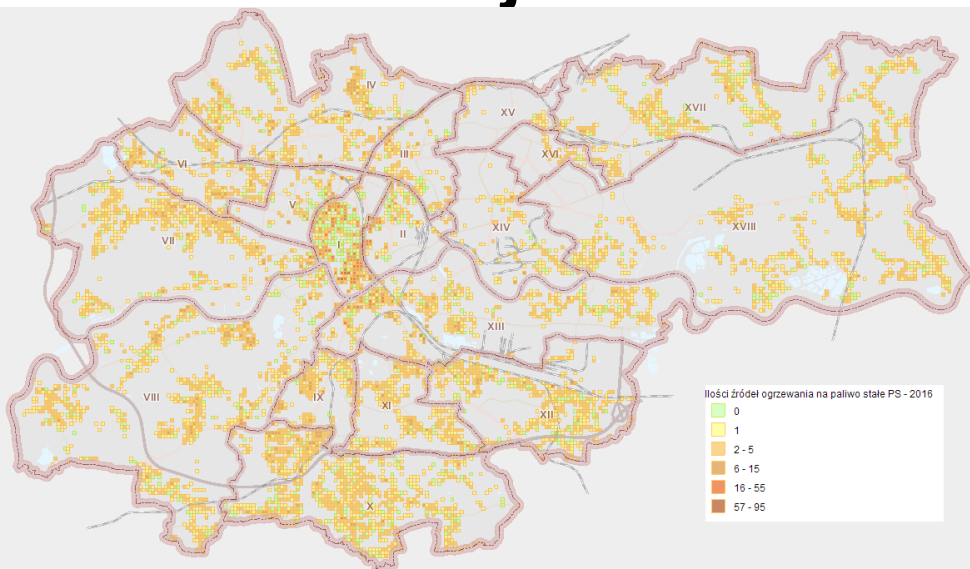 y
IV
XV
XVII
III
XVI
VI
V
II
I
XIV
XVIII
VII
XIII
IX
XI
VIII
XII
X
Ilości źródeł ogrzewania na paliwo stałe PS - 2016
0
1
2 - 5
6 - 15
16 - 55
57 - 95